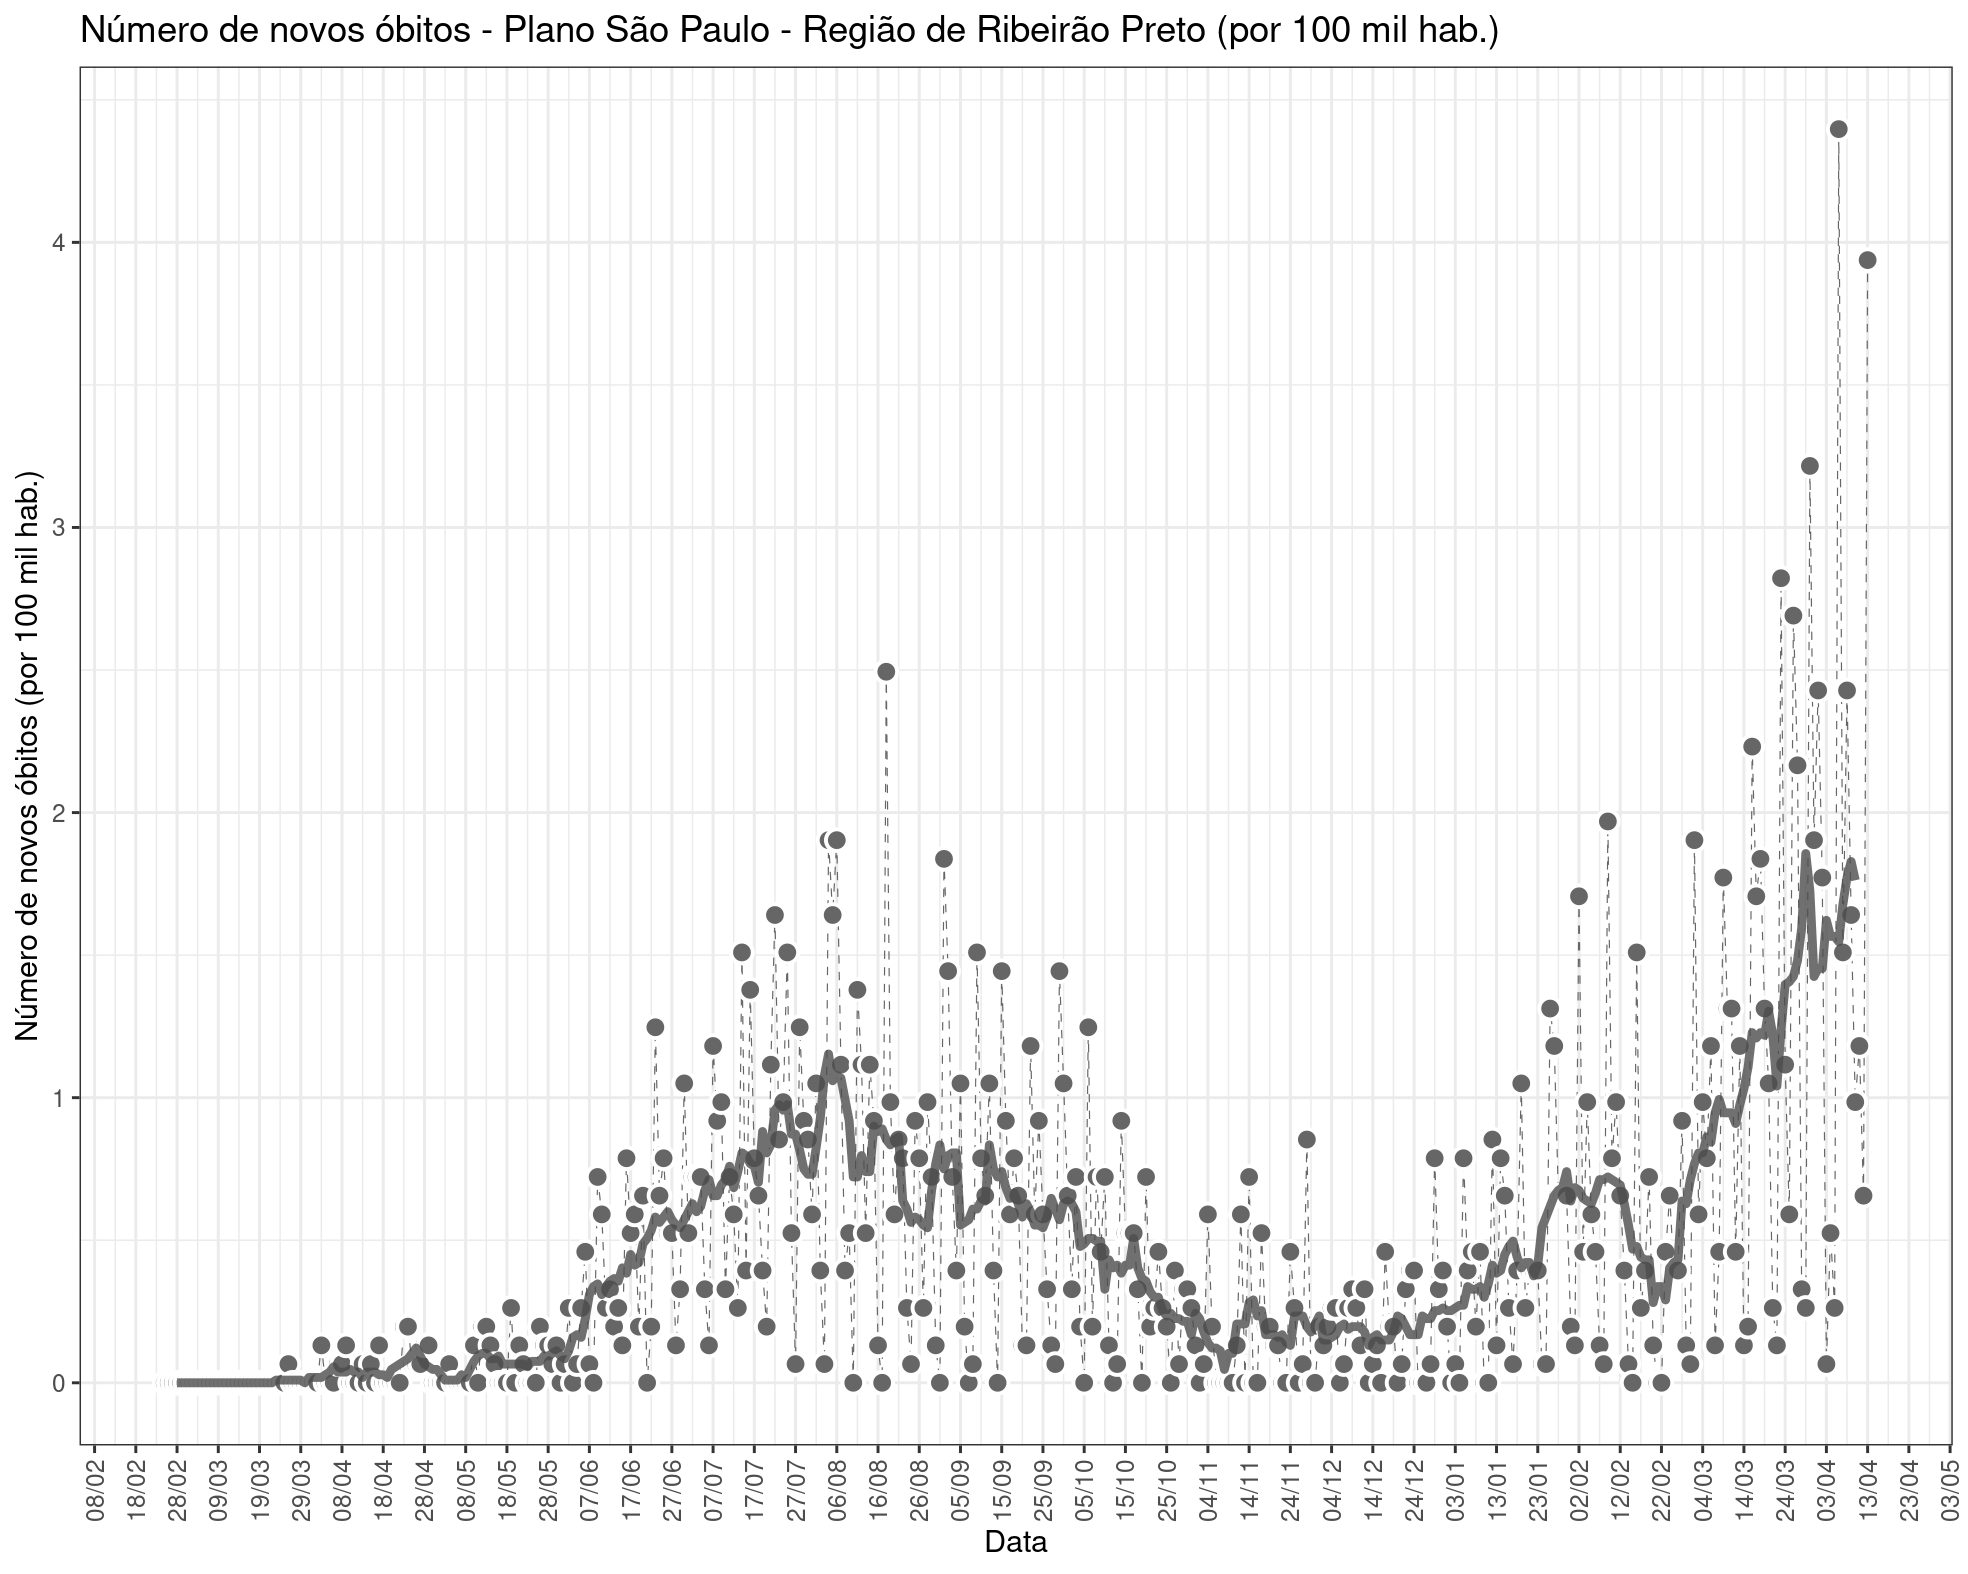 Número de novos óbitos - Plano São Paulo - Região de Ribeirão Preto (por 100 mil hab.)
Número de novos óbitos (por 100 mil hab.)
4
3
2
1
0
08/02 18/02 28/02 09/03 19/03 29/03 08/04 18/04 28/04 08/05 18/05 28/05 07/06 17/06 27/06 07/07 17/07 27/07 06/08 16/08 26/08 05/09 15/09 25/09 05/10 15/10 25/10 04/11 14/11 24/11 04/12 14/12 24/12 03/01 13/01 23/01 02/02 12/02 22/02 04/03 14/03 24/03 03/04 13/04 23/04 03/05
Data